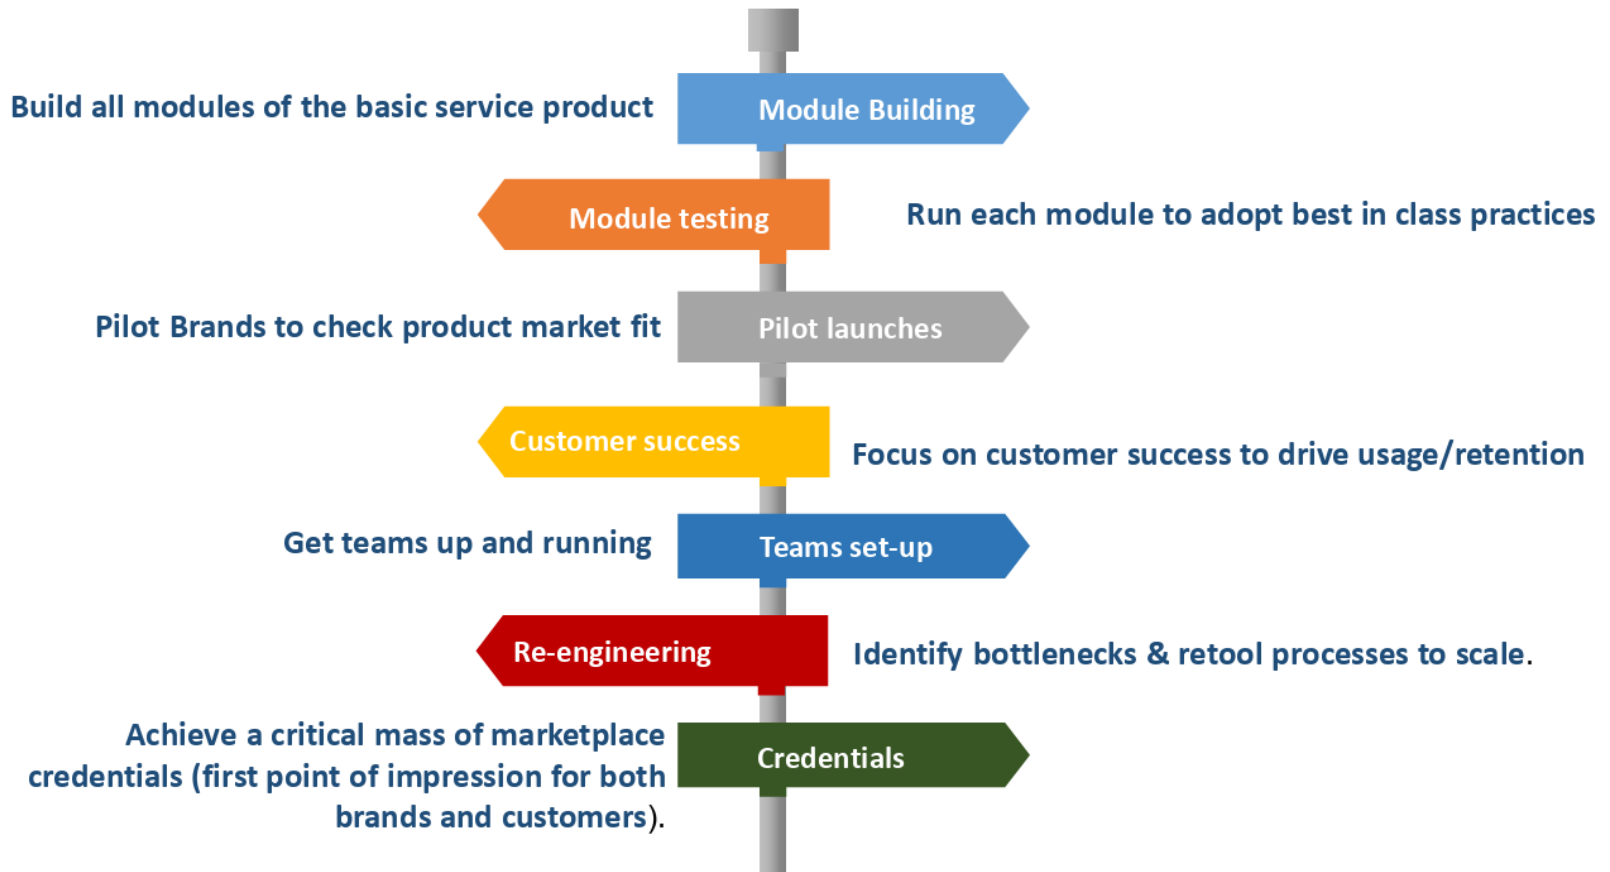 Build all modules of the basic service product
Module Building
Module testing
Run each module to adopt best in class practices
Pilot Brands to check product market fit
Pilot launches
Customer success
Focus on customer success to drive usage/retention
Get teams up and running
Teams set-up
Re-engineering
Identify bottlenecks & retool processes to scale.
Achieve a critical mass of marketplace
credentials (first point of impression for both
brands and customers).
Credentials